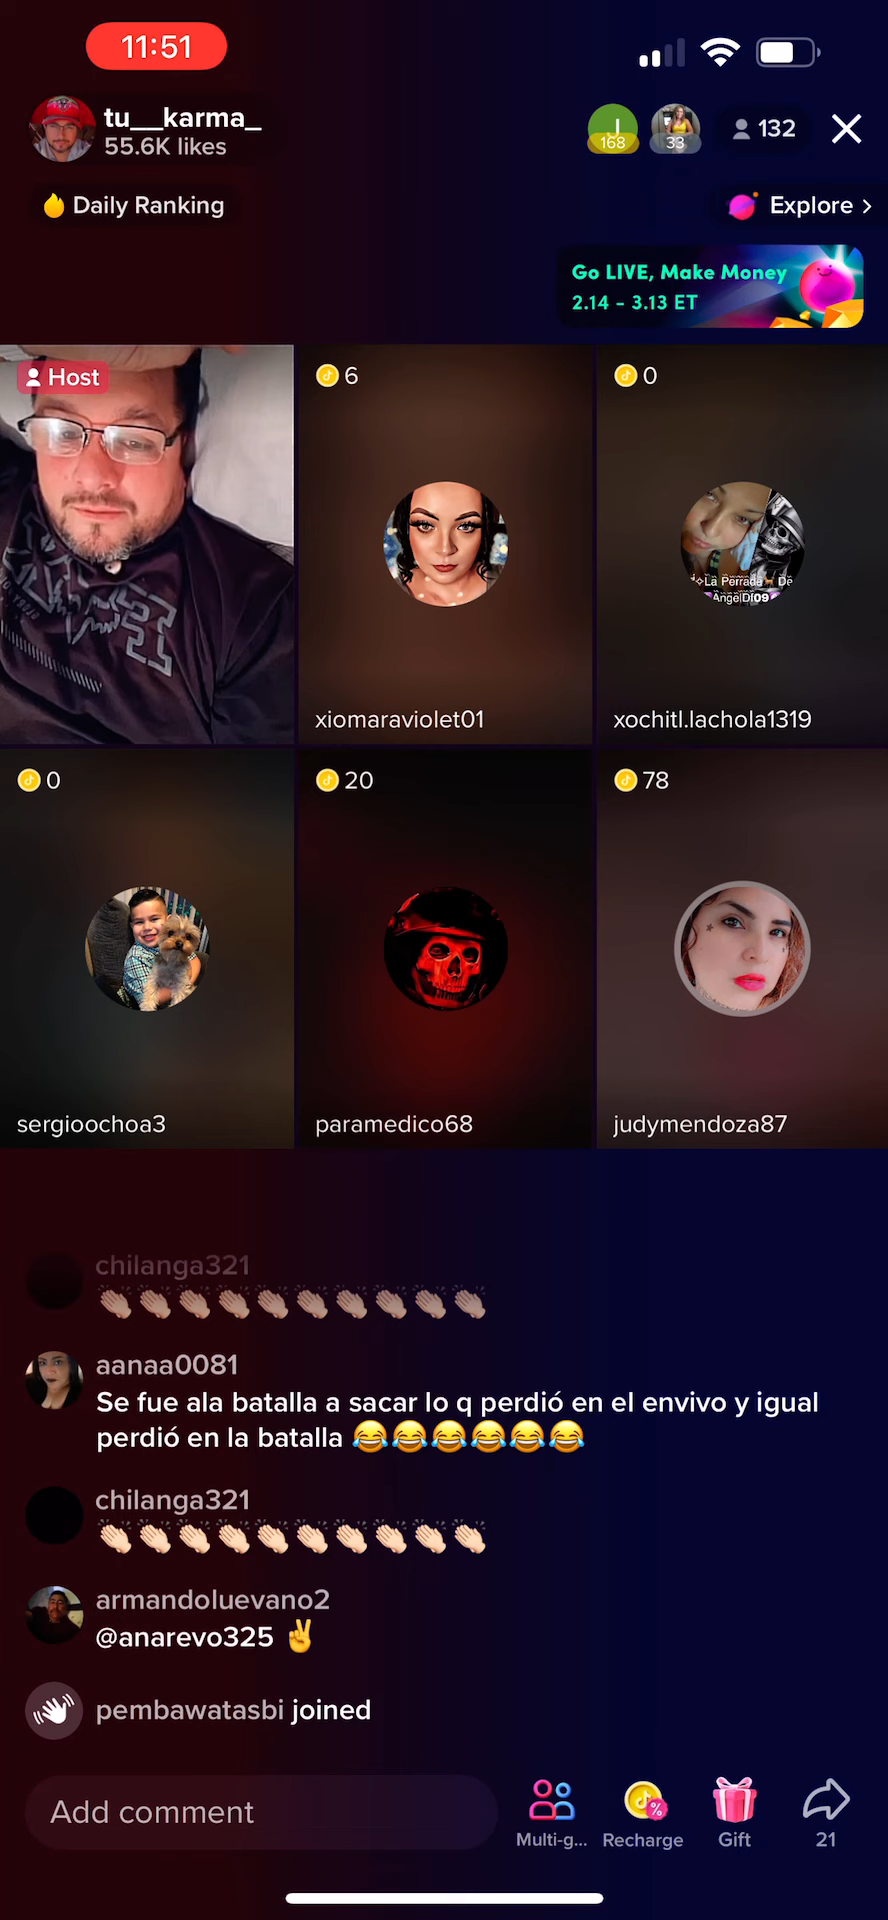 11:51
tu__karma_
55.6K likes
168
33
132
Daily Ranking
Explore >
Go LIVE, Make Money
2.14 - 3.13 ET
Host
6
0
xiomaraviolet01
xochitl.lachola1319
La Perrada De
AngelDf09
0
20
78
sergioochoa3
paramedico68
judymendoza87
chilanga321
👏🏻👏🏻👏🏻👏🏻👏🏻👏🏻👏🏻👏🏻👏🏻👏🏻
aanaa0081
Se fue ala batalla a sacar lo q perdió en el envivo y igual
perdió en la batalla 😂😂😂😂😂😂
chilanga321
👏🏻👏🏻👏🏻👏🏻👏🏻👏🏻👏🏻👏🏻👏🏻👏🏻
armandoluevano2
@anarevo325 ✌️
pembawatasbi joined
Add comment
Multi-g...
Recharge
Gift
21